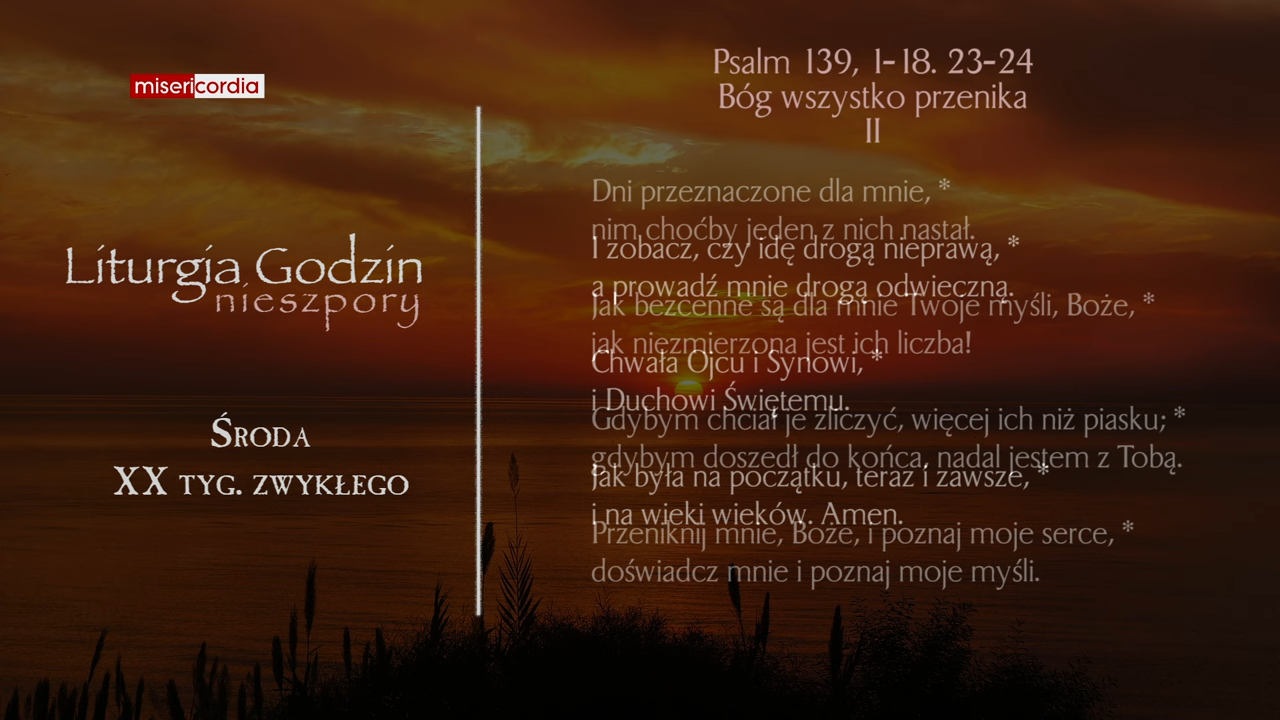 misericordia
Liturgia Godzin
nieszpory
Środa
XX tyg. zwykłego
Psalm 139, 1-18. 23-24
Bóg wszystko przenika
II
Dni przeznaczone dla mnie, *
nim choćby jeden z nich nastał.
I zobacz, czy idę drogą nieprawą, *
a prowadź mnie drogą odwieczną.
Jak bezcenne są dla mnie Twoje myśli, Boże, *
jak niezmierzona jest ich liczba!
Chwała Ojcu i Synowi, *
i Duchowi Świętemu.
Gdybym chciał je zliczyć, więcej ich niż piasku; *
gdybym doszedł do końca, nadal jestem z Tobą.
Jak była na początku, teraz i zawsze, *
i na wieki wieków. Amen.
Przeniknij mnie, Boże, i poznaj moje serce, *
doświadcz mnie i poznaj moje myśli.